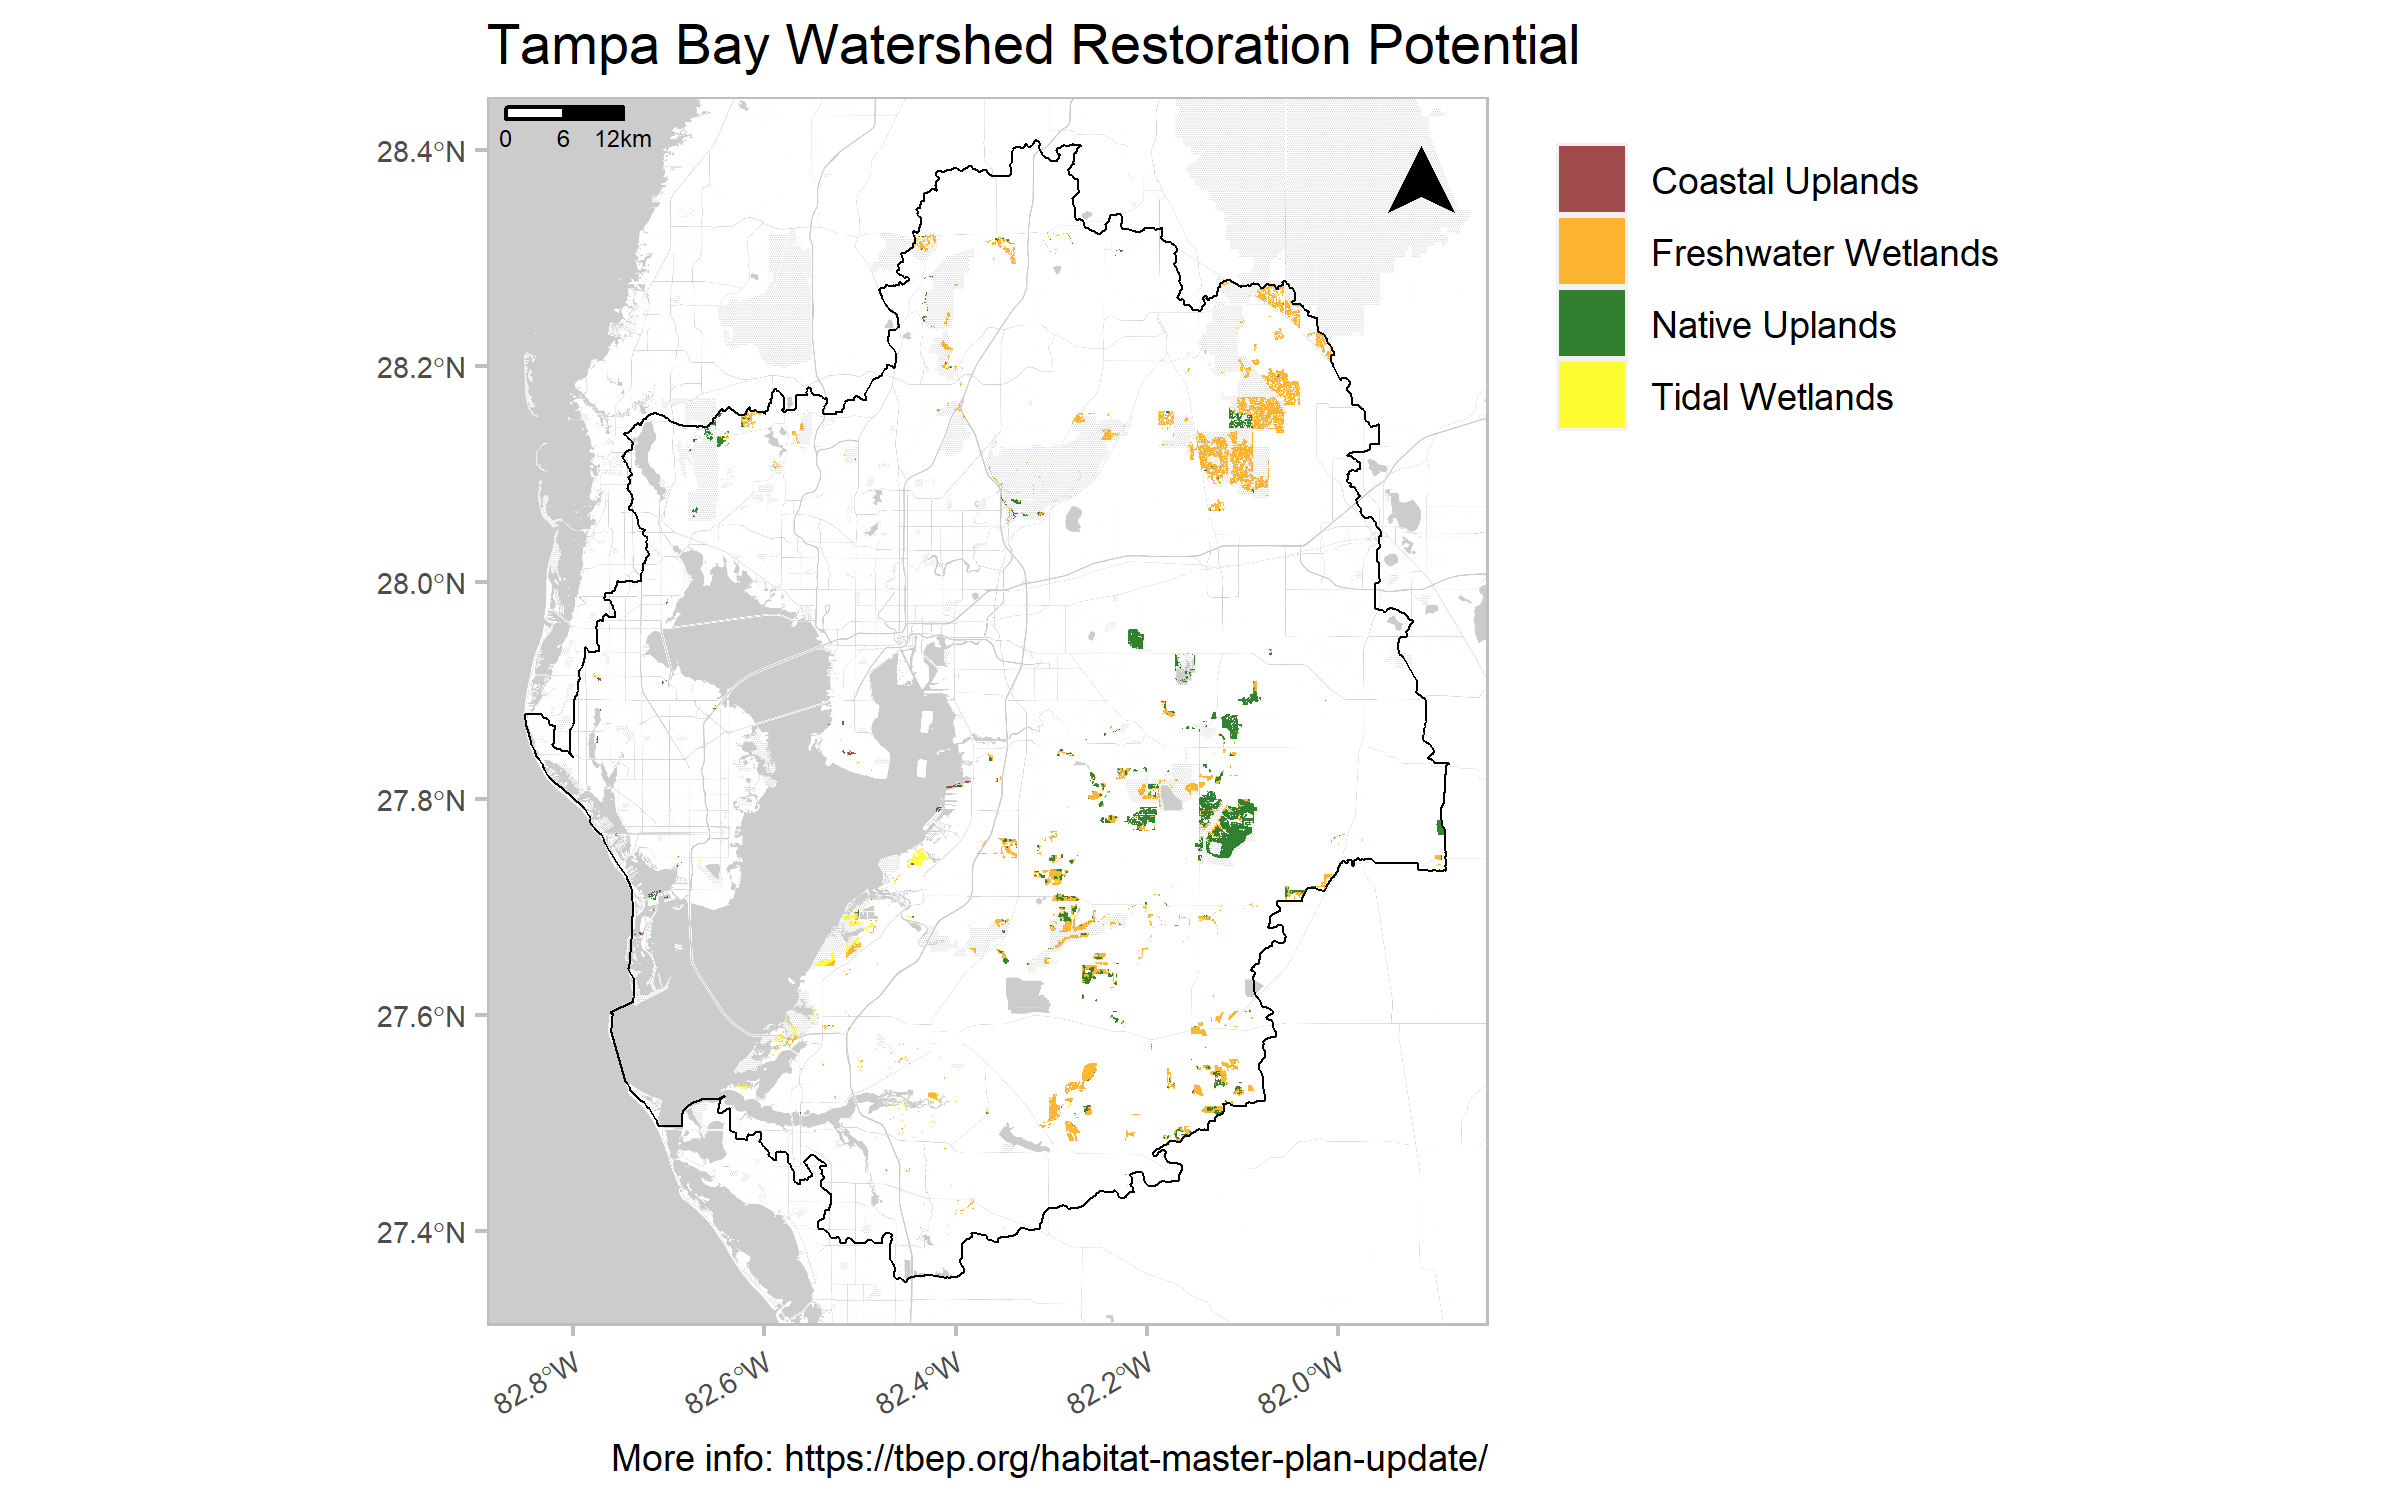 Tampa Bay Watershed Restoration Potential
0 6 12km
28.4°N
28.2°N
28.0°N
27.8°N
27.6°N
27.4°N
82.8°W 82.6°W 82.4°W 82.2°W 82.0°W
Coastal Uplands
Freshwater Wetlands
Native Uplands
Tidal Wetlands
More info: https://tbep.org/habitat-master-plan-update/